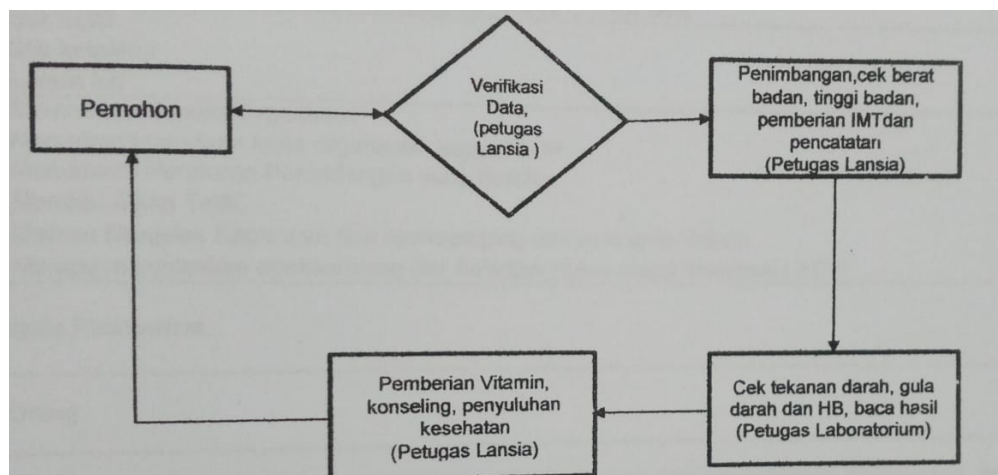 Pemohon
Verifikasi
Data,
(petugas
Lansia )
Penimbangan,cek berat
badan, tinggi badan,
pemberian IMTdan
pencatatan
(Petugas Lansia)
Cek tekanan darah, gula
darah dan HB, baca hasil
(Petugas Laboratorium)
Pemberian Vitamin,
konseling, penyuluhan
kesehatan
(Petugas Lansia)